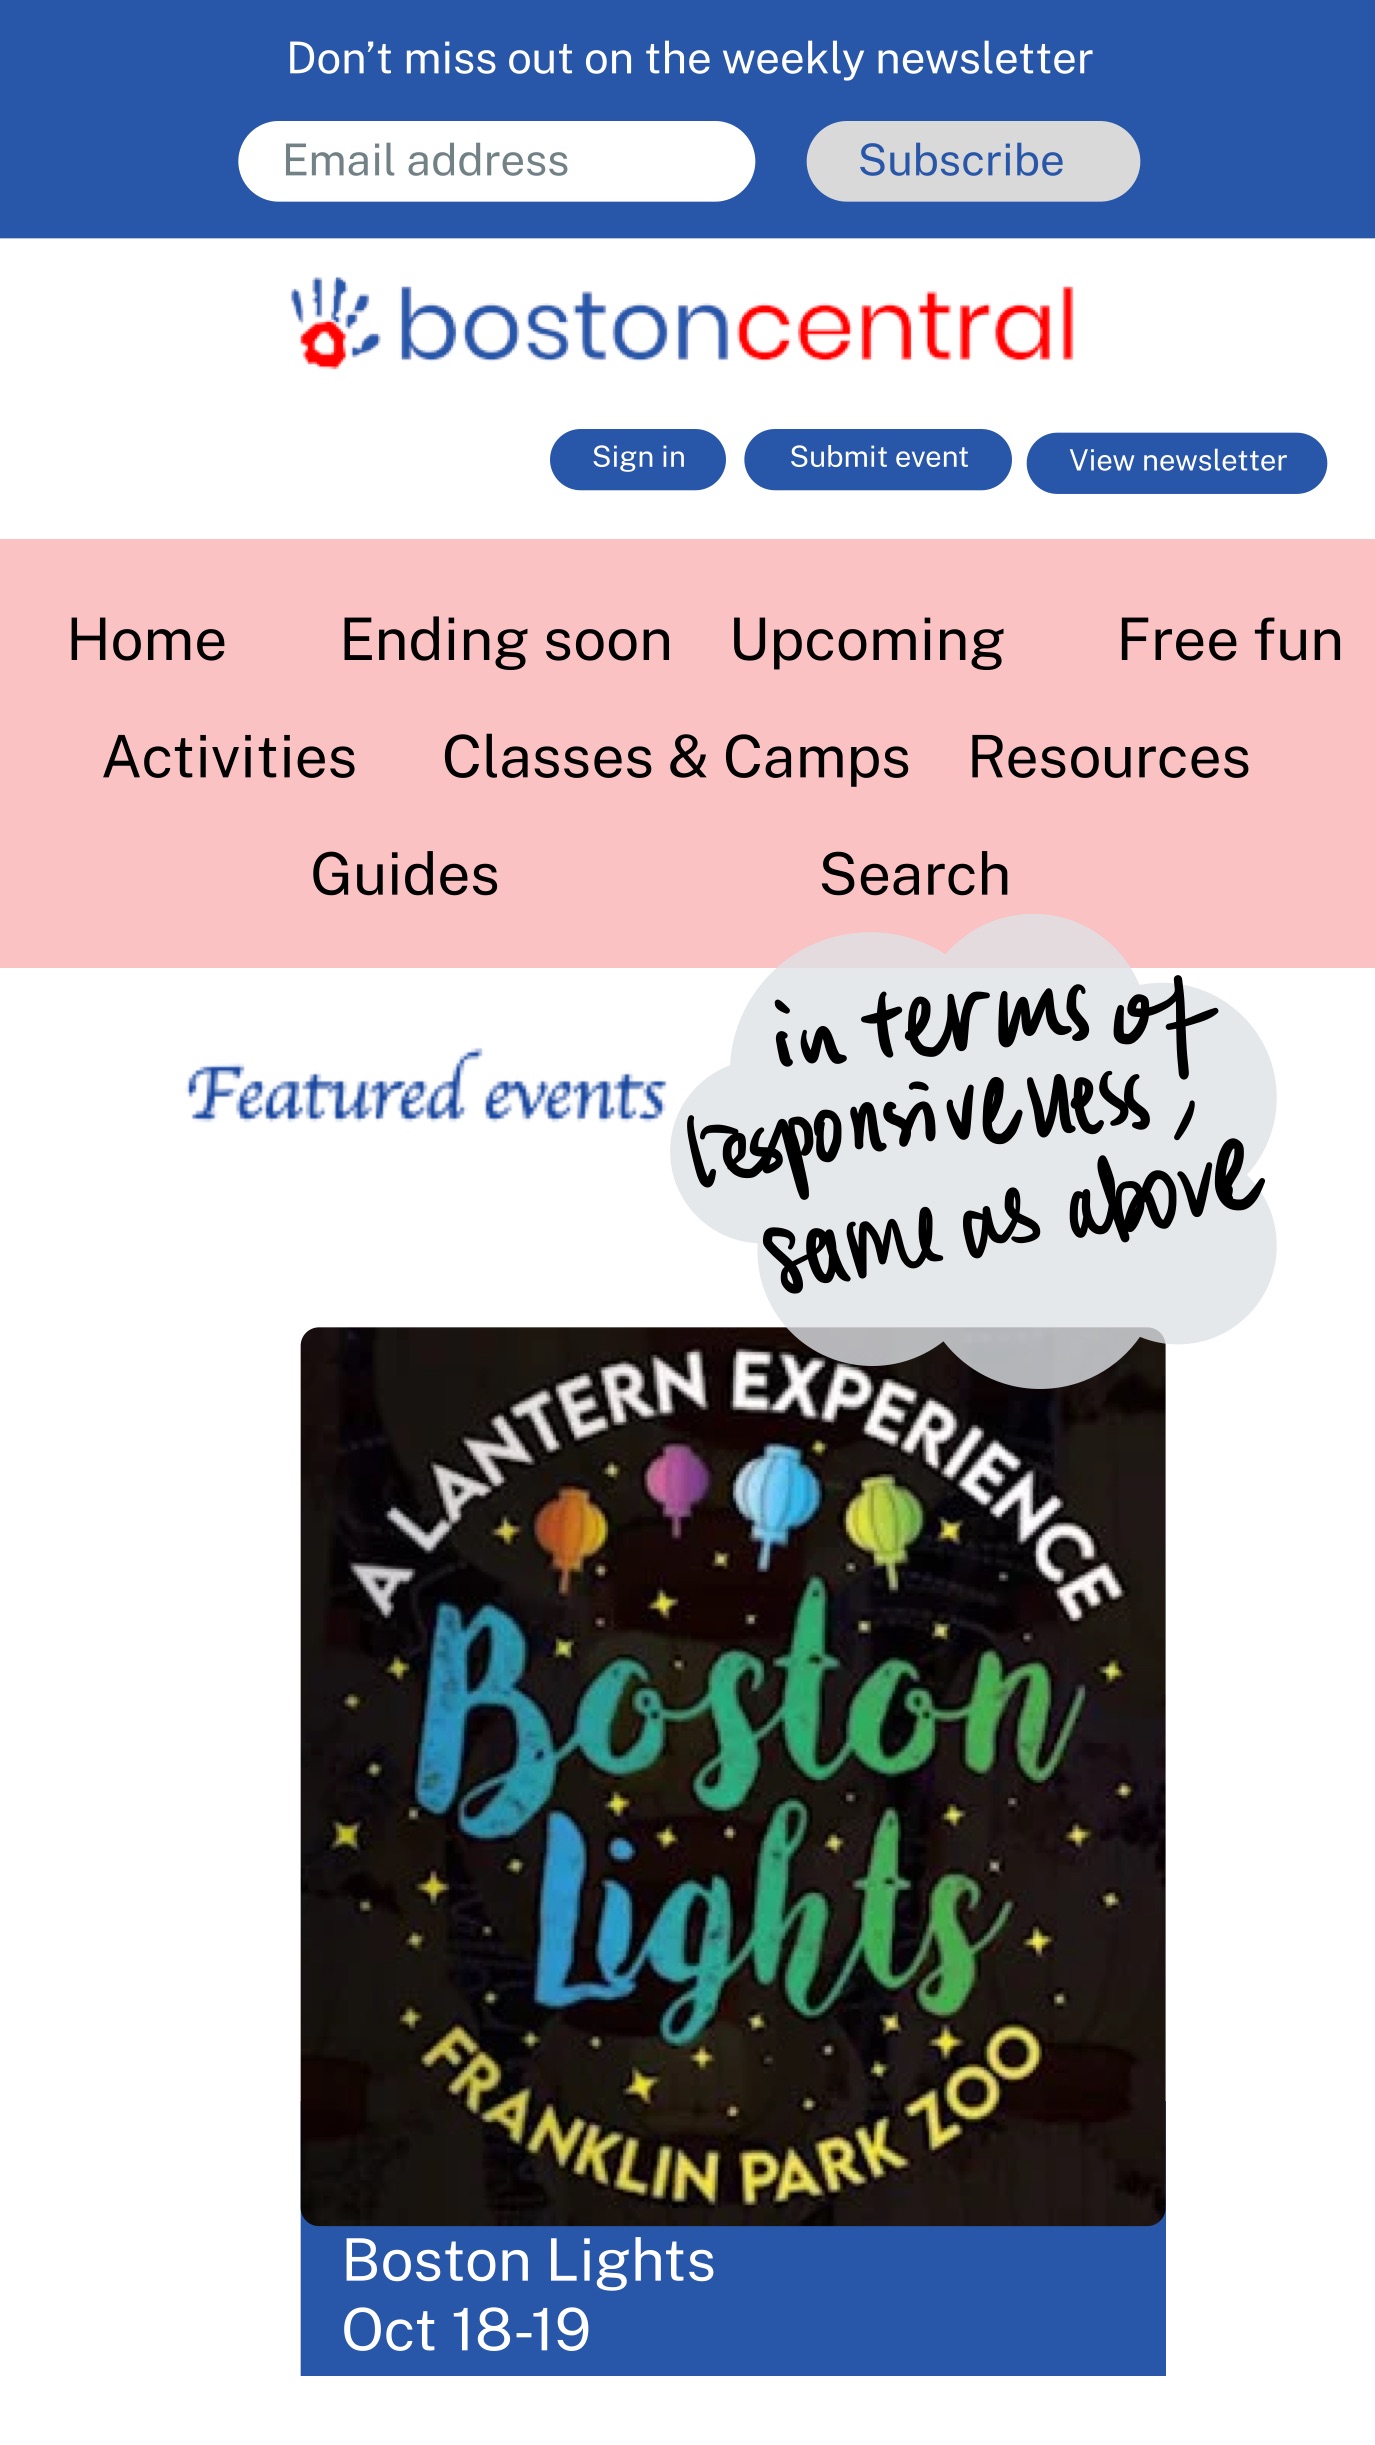 Don’t miss out on the weekly newsletter
Email address Subscribe
bostoncentral
Sign in Submit event View newsletter
Home Ending soon Upcoming Free fun
Activities Classes & Camps Resources
Guides Search
in terms of
responsiveness,
same as above
Featured events
A LANTERN EXPERIENCE
Boston
Lights
FRANKLIN PARK ZOO
Boston Lights
Oct 18-19